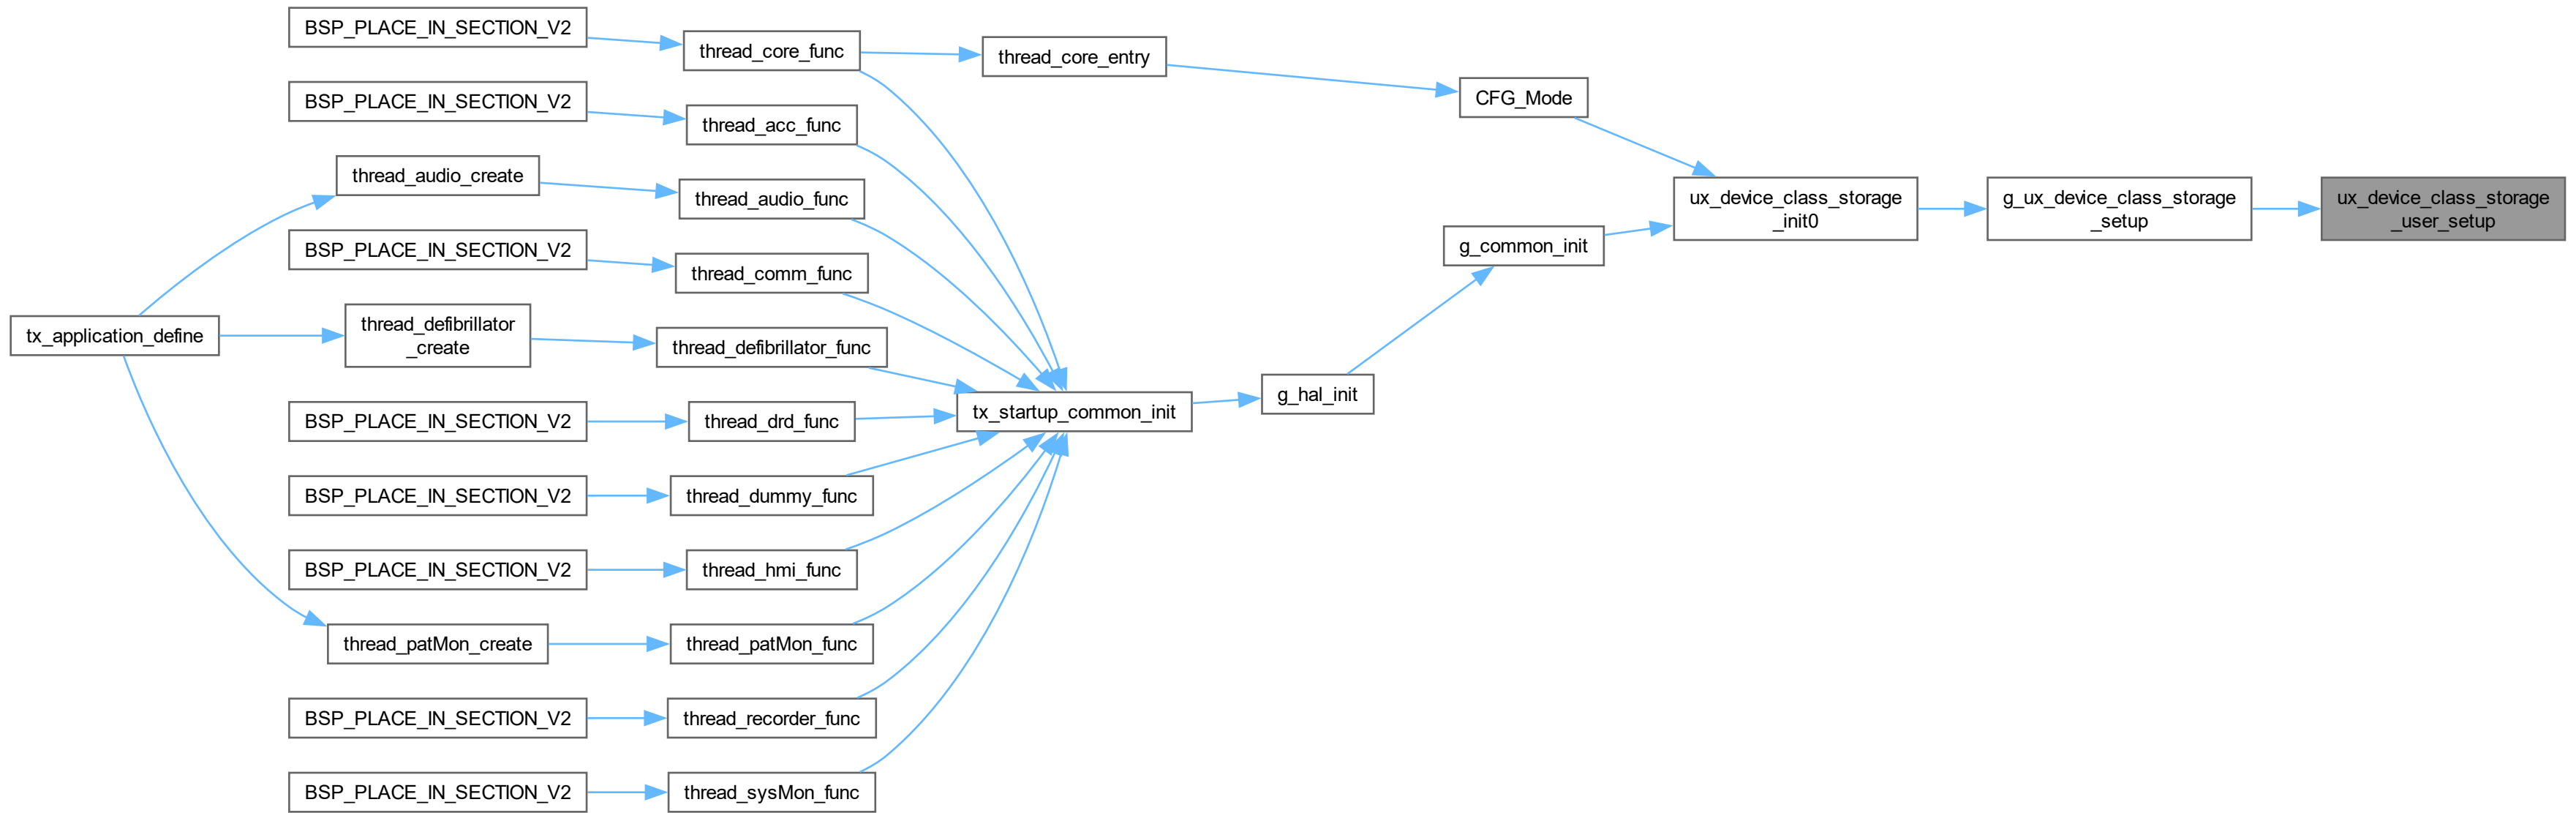 BSP_PLACE_IN_SECTION_V2
thread_core_func
thread_core_entry
CFG_Mode
BSP_PLACE_IN_SECTION_V2
thread_acc_func
thread_audio_create
thread_audio_func
ux_device_class_storage
_init0
g_ux_device_class_storage
_setup
ux_device_class_storage
_user_setup
BSP_PLACE_IN_SECTION_V2
thread_comm_func
g_common_init
tx_application_define
thread_defibrillator
_create
thread_defibrillator_func
BSP_PLACE_IN_SECTION_V2
thread_drd_func
tx_startup_common_init
g_hal_init
BSP_PLACE_IN_SECTION_V2
thread_dummy_func
BSP_PLACE_IN_SECTION_V2
thread_hmi_func
thread_patMon_create
thread_patMon_func
BSP_PLACE_IN_SECTION_V2
thread_recorder_func
BSP_PLACE_IN_SECTION_V2
thread_sysMon_func